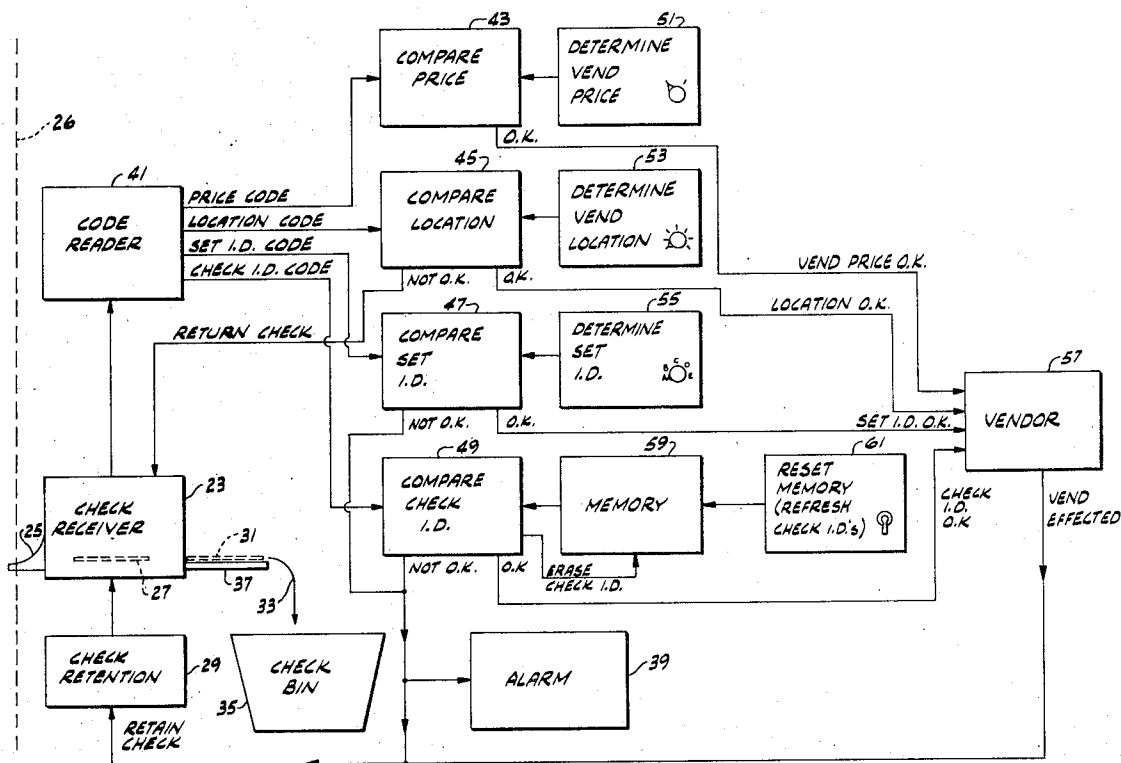 43
COMPARE
PRICE
51
DETERMINE
VEND
PRICE
26
O.K.
41
CODE
READER
PRICE CODE
LOCATION CODE
SET I.D. CODE
CHECK I.D. CODE
45
COMPARE
LOCATION
53
DETERMINE
VEND
LOCATION
NOT O.K.
O.K.
VEND PRICE O.K.
LOCATION O.K.
RETURN CHECK
47
COMPARE
SET
I.D.
55
DETERMINE
SET
I.D.
A B C D E
57
VENDOR
NOT O.K.
O.K.
SET I.D. O.K.
49
COMPARE
CHECK
I.D.
59
MEMORY
61
RESET
MEMORY
(REFRESH
CHECK I.D.'s)
CHECK
I.D.
O.K
VEND
EFFECTED
23
CHECK
RECEIVER
25
27
31
37
33
NOT O.K.
O.K
ERASE
CHECK I.D.
CHECK
RETENTION
29
CHECK
BIN
35
ALARM
39
RETAIN
CHECK